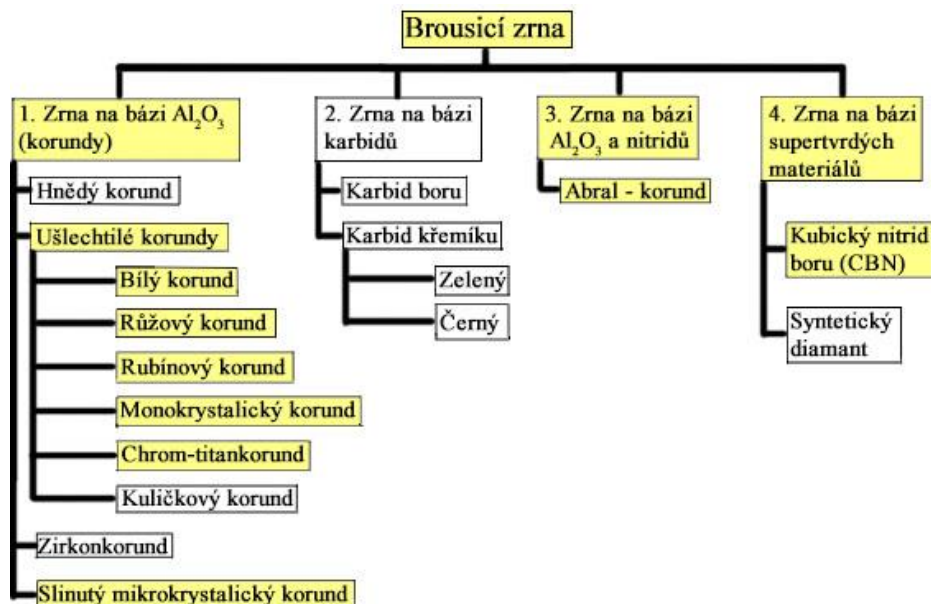 Brousicí zrna
1. Zrna na bázi Al₂O₃
(korundy)
Hnědý korund
Ušlechtilé korundy
Bílý korund
Růžový korund
Rubínový korund
Monokrystalický korund
Chrom-titankorund
Kuličkový korund
Zirkonkorund
Slinutý mikrokrystalický korund
2. Zrna na bázi
karbidů
Karbid boru
Karbid křemíku
Zelený
Černý
3. Zrna na bázi
Al₂O₃ a nitridů
Abral - korund
4. Zrna na bázi
supertvrdých
materiálů
Kubický nitrid
boru (CBN)
Syntetický
diamant